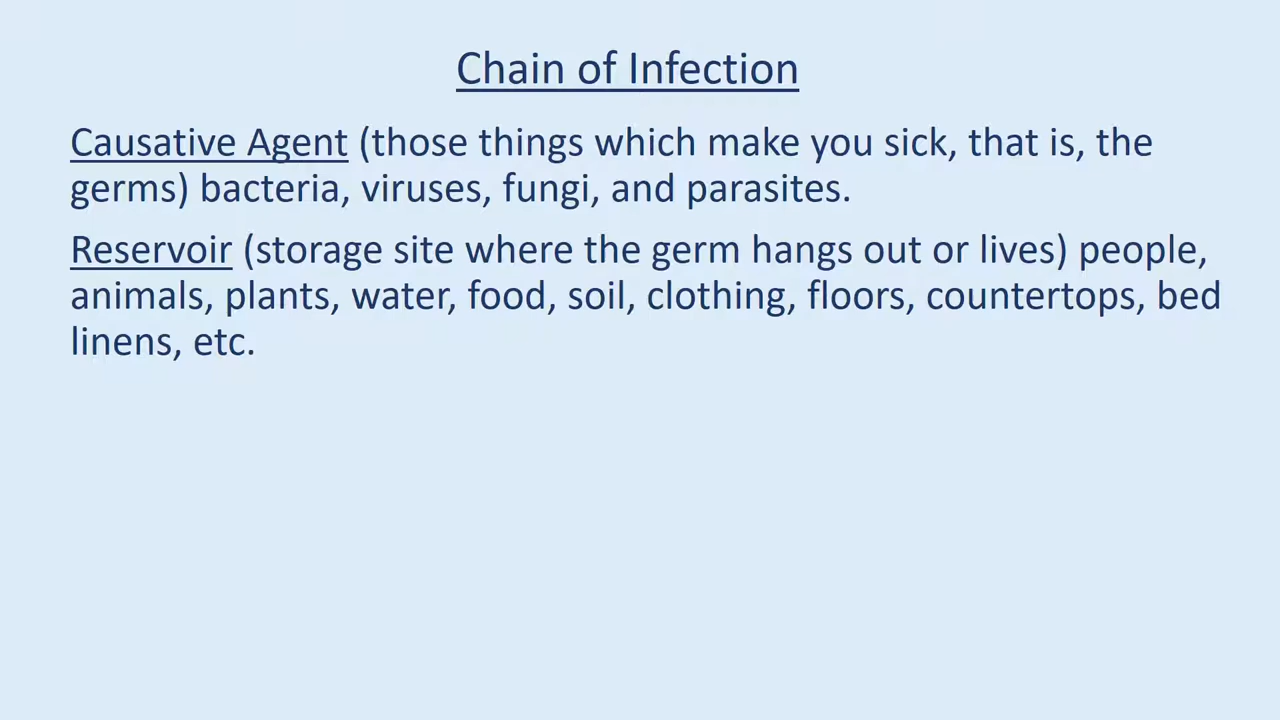 Chain of Infection
Causative Agent (those things which make you sick, that is, the
germs) bacteria, viruses, fungi, and parasites.
Reservoir (storage site where the germ hangs out or lives) people,
animals, plants, water, food, soil, clothing, floors, countertops, bed
linens, etc.